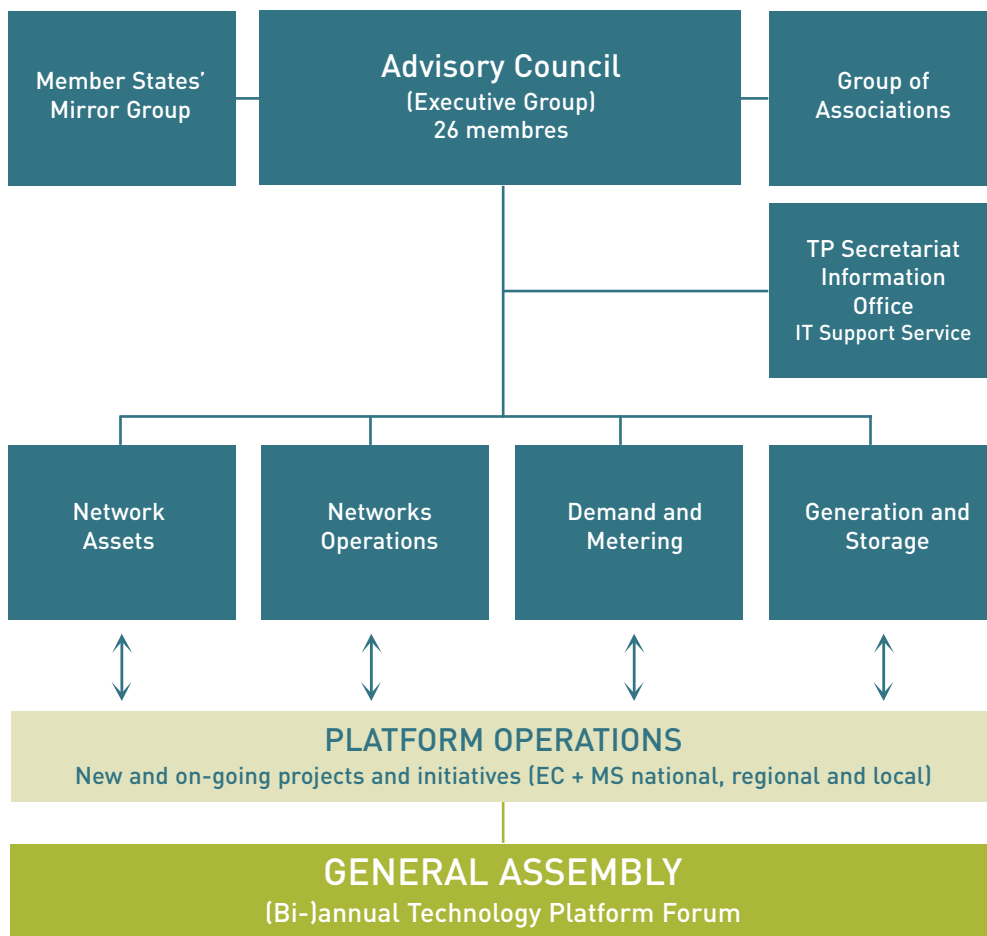 Member States’
Mirror Group
Advisory Council
(Executive Group)
26 membres
Group of
Associations
TP Secretariat
Information
Office
IT Support Service
Network
Assets
Networks
Operations
Demand and
Metering
Generation and
Storage
PLATFORM OPERATIONS
New and on-going projects and initiatives (EC + MS national, regional and local)
GENERAL ASSEMBLY
(Bi-)annual Technology Platform Forum